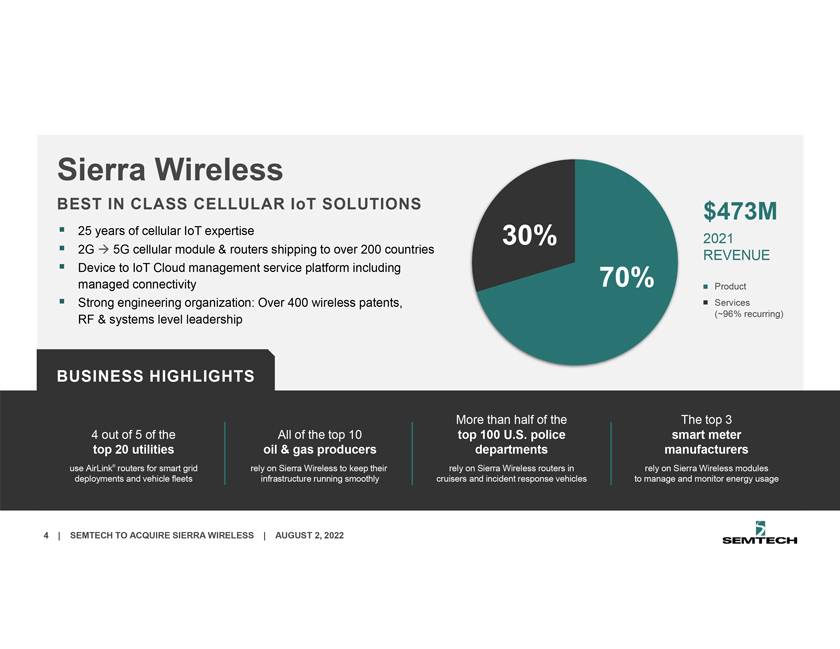 Sierra Wireless
BEST IN CLASS CELLULAR IoT SOLUTIONS
▪ 25 years of cellular IoT expertise
▪ 2G → 5G cellular module & routers shipping to over 200 countries
▪ Device to IoT Cloud management service platform including
managed connectivity
▪ Strong engineering organization: Over 400 wireless patents,
RF & systems level leadership
30%
70%
$473M
2021
REVENUE
Product
Services
(~96% recurring)
BUSINESS HIGHLIGHTS
4 out of 5 of the
top 20 utilities
use AirLink® routers for smart grid
deployments and vehicle fleets
All of the top 10
oil & gas producers
rely on Sierra Wireless to keep their
infrastructure running smoothly
More than half of the
top 100 U.S. police
departments
rely on Sierra Wireless routers in
cruisers and incident response vehicles
The top 3
smart meter
manufacturers
rely on Sierra Wireless modules
to manage and monitor energy usage
4 | SEMTECH TO ACQUIRE SIERRA WIRELESS | AUGUST 2, 2022
SEMTECH